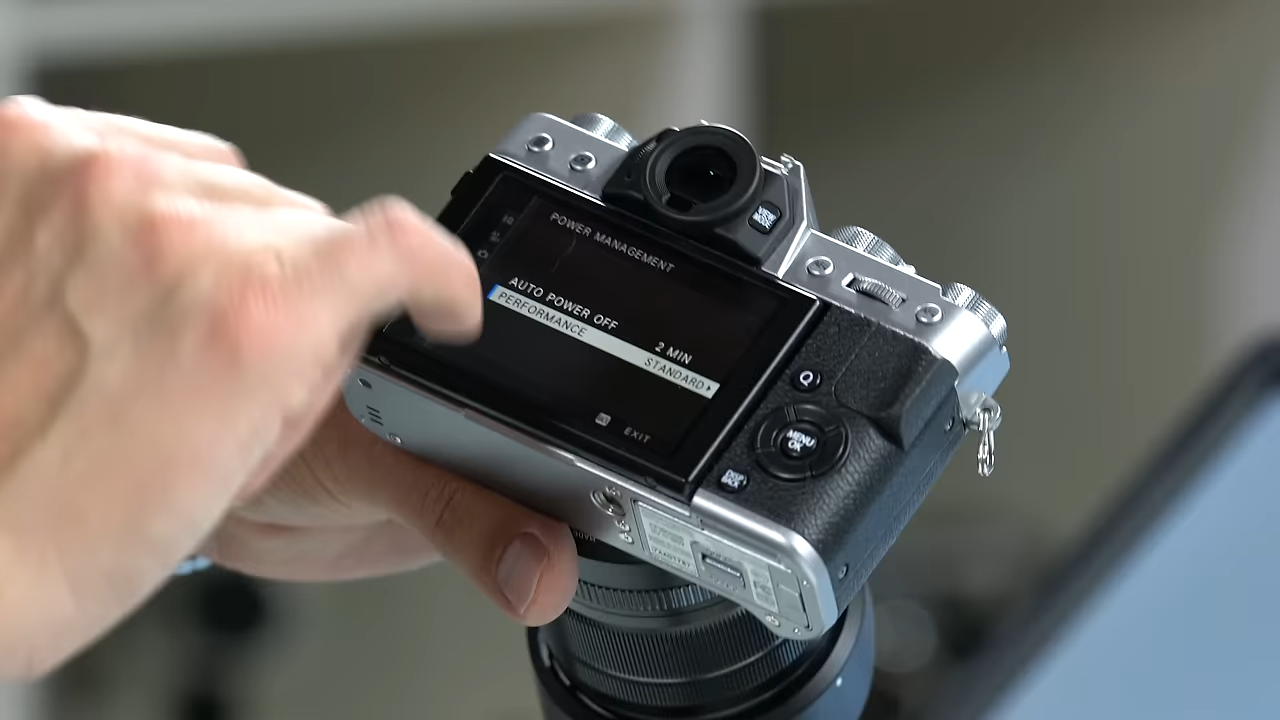 POWER MANAGEMENT
AUTO POWER OFF
2 MIN
PERFORMANCE
STANDARD
EXIT
Q
MENU
OK
DISP
BACK